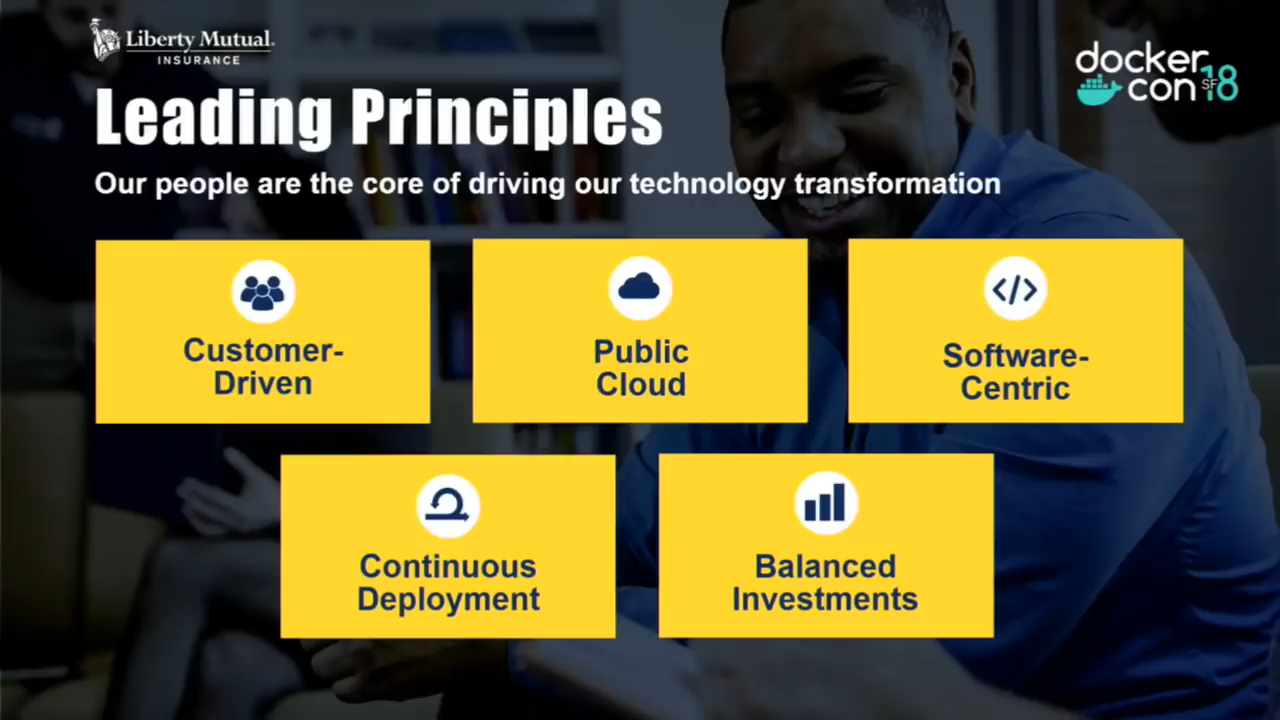 Liberty Mutual.
INSURANCE
docker
con SF 18
Leading Principles
Our people are the core of driving our technology transformation
Customer-
Driven
Public
Cloud
</>
Software-
Centric
Continuous
Deployment
Balanced
Investments